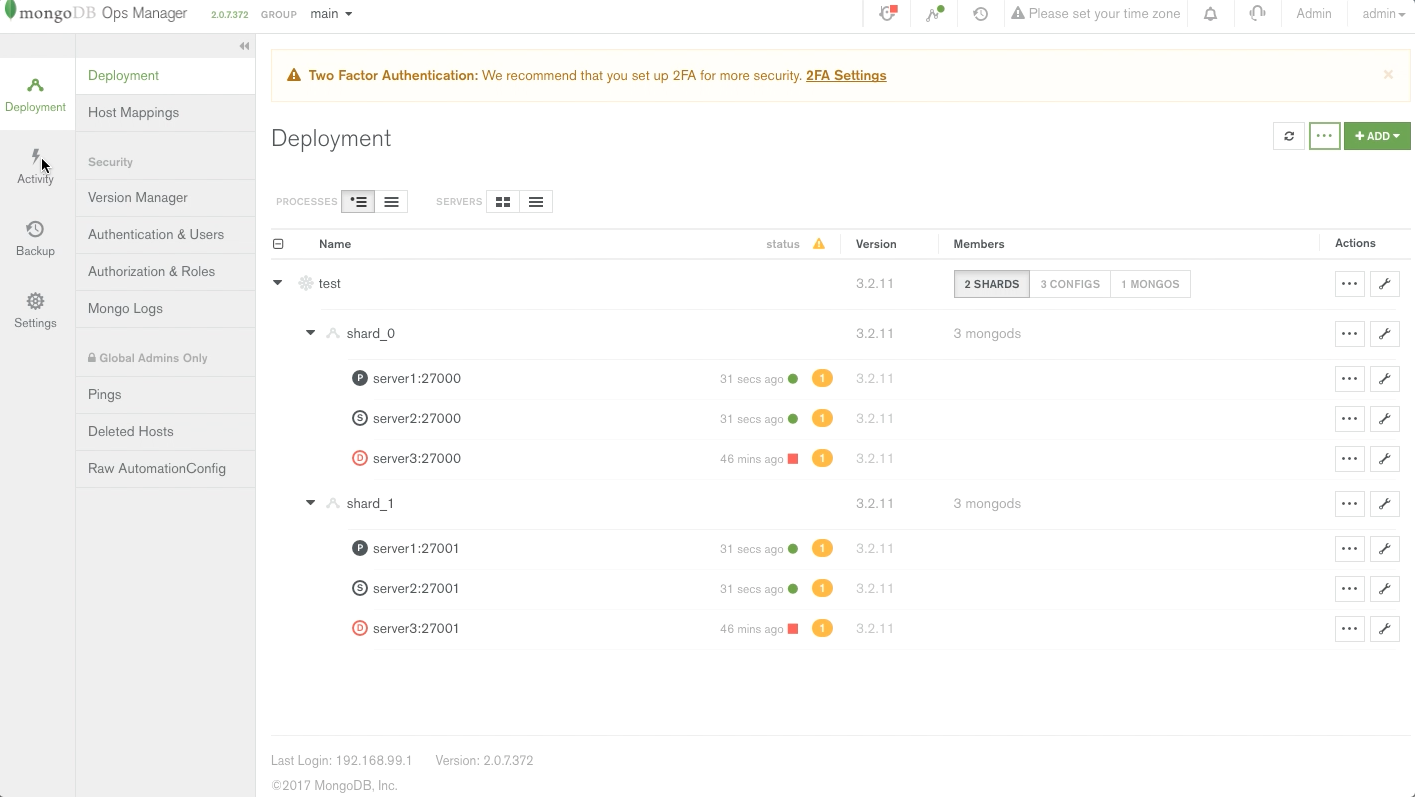 mongoDB Ops Manager 2.0.7.372 GROUP main Please set your time zone Admin admin
Deployment
Activity
Backup
Settings
Deployment
Host Mappings
Security
Version Manager
Authentication & Users
Authorization & Roles
Mongo Logs
Global Admins Only
Pings
Deleted Hosts
Raw AutomationConfig
Two Factor Authentication: We recommend that you set up 2FA for more security. 2FA Settings ×
Deployment
+ ADD
PROCESSES SERVERS
Name status Version Members Actions
test 3.2.11 2 SHARDS 3 CONFIGS 1 MONGOS
shard_0 3.2.11 3 mongods
P server1:27000 31 secs ago 1 3.2.11
S server2:27000 31 secs ago 1 3.2.11
D server3:27000 46 mins ago 1 3.2.11
shard_1 3.2.11 3 mongods
P server1:27001 31 secs ago 1 3.2.11
S server2:27001 31 secs ago 1 3.2.11
D server3:27001 46 mins ago 1 3.2.11
Last Login: 192.168.99.1 Version: 2.0.7.372
©2017 MongoDB, Inc.